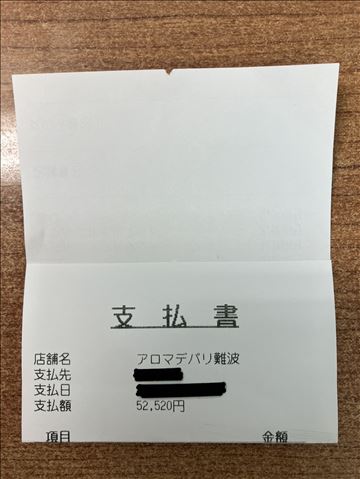 支払書
店舗名 アロマデパリ難波
支払先
支払日
支払額 52,520円
項目 金額